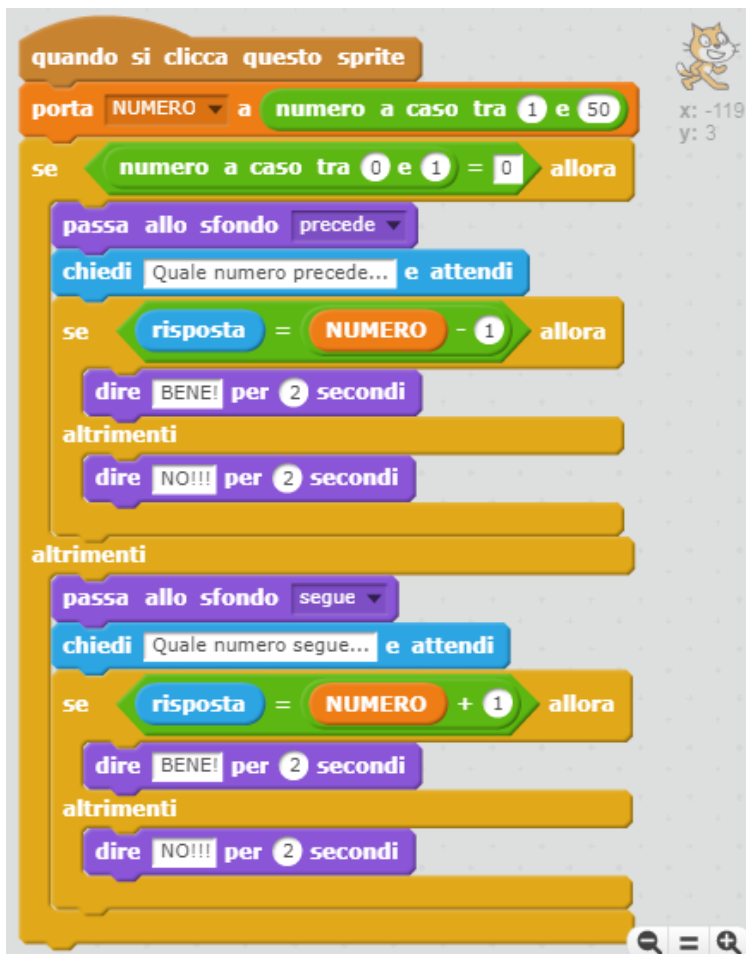 quando si clicca questo sprite
porta NUMERO a numero a caso tra 1 e 50
x: -119
y: 3
se numero a caso tra 0 e 1 = 0 allora
passa allo sfondo precede
chiedi Quale numero precede... e attendi
se risposta = NUMERO - 1 allora
dire BENE! per 2 secondi
altrimenti
dire NO!!! per 2 secondi
altrimenti
passa allo sfondo segue
chiedi Quale numero segue... e attendi
se risposta = NUMERO + 1 allora
dire BENE! per 2 secondi
altrimenti
dire NO!!! per 2 secondi